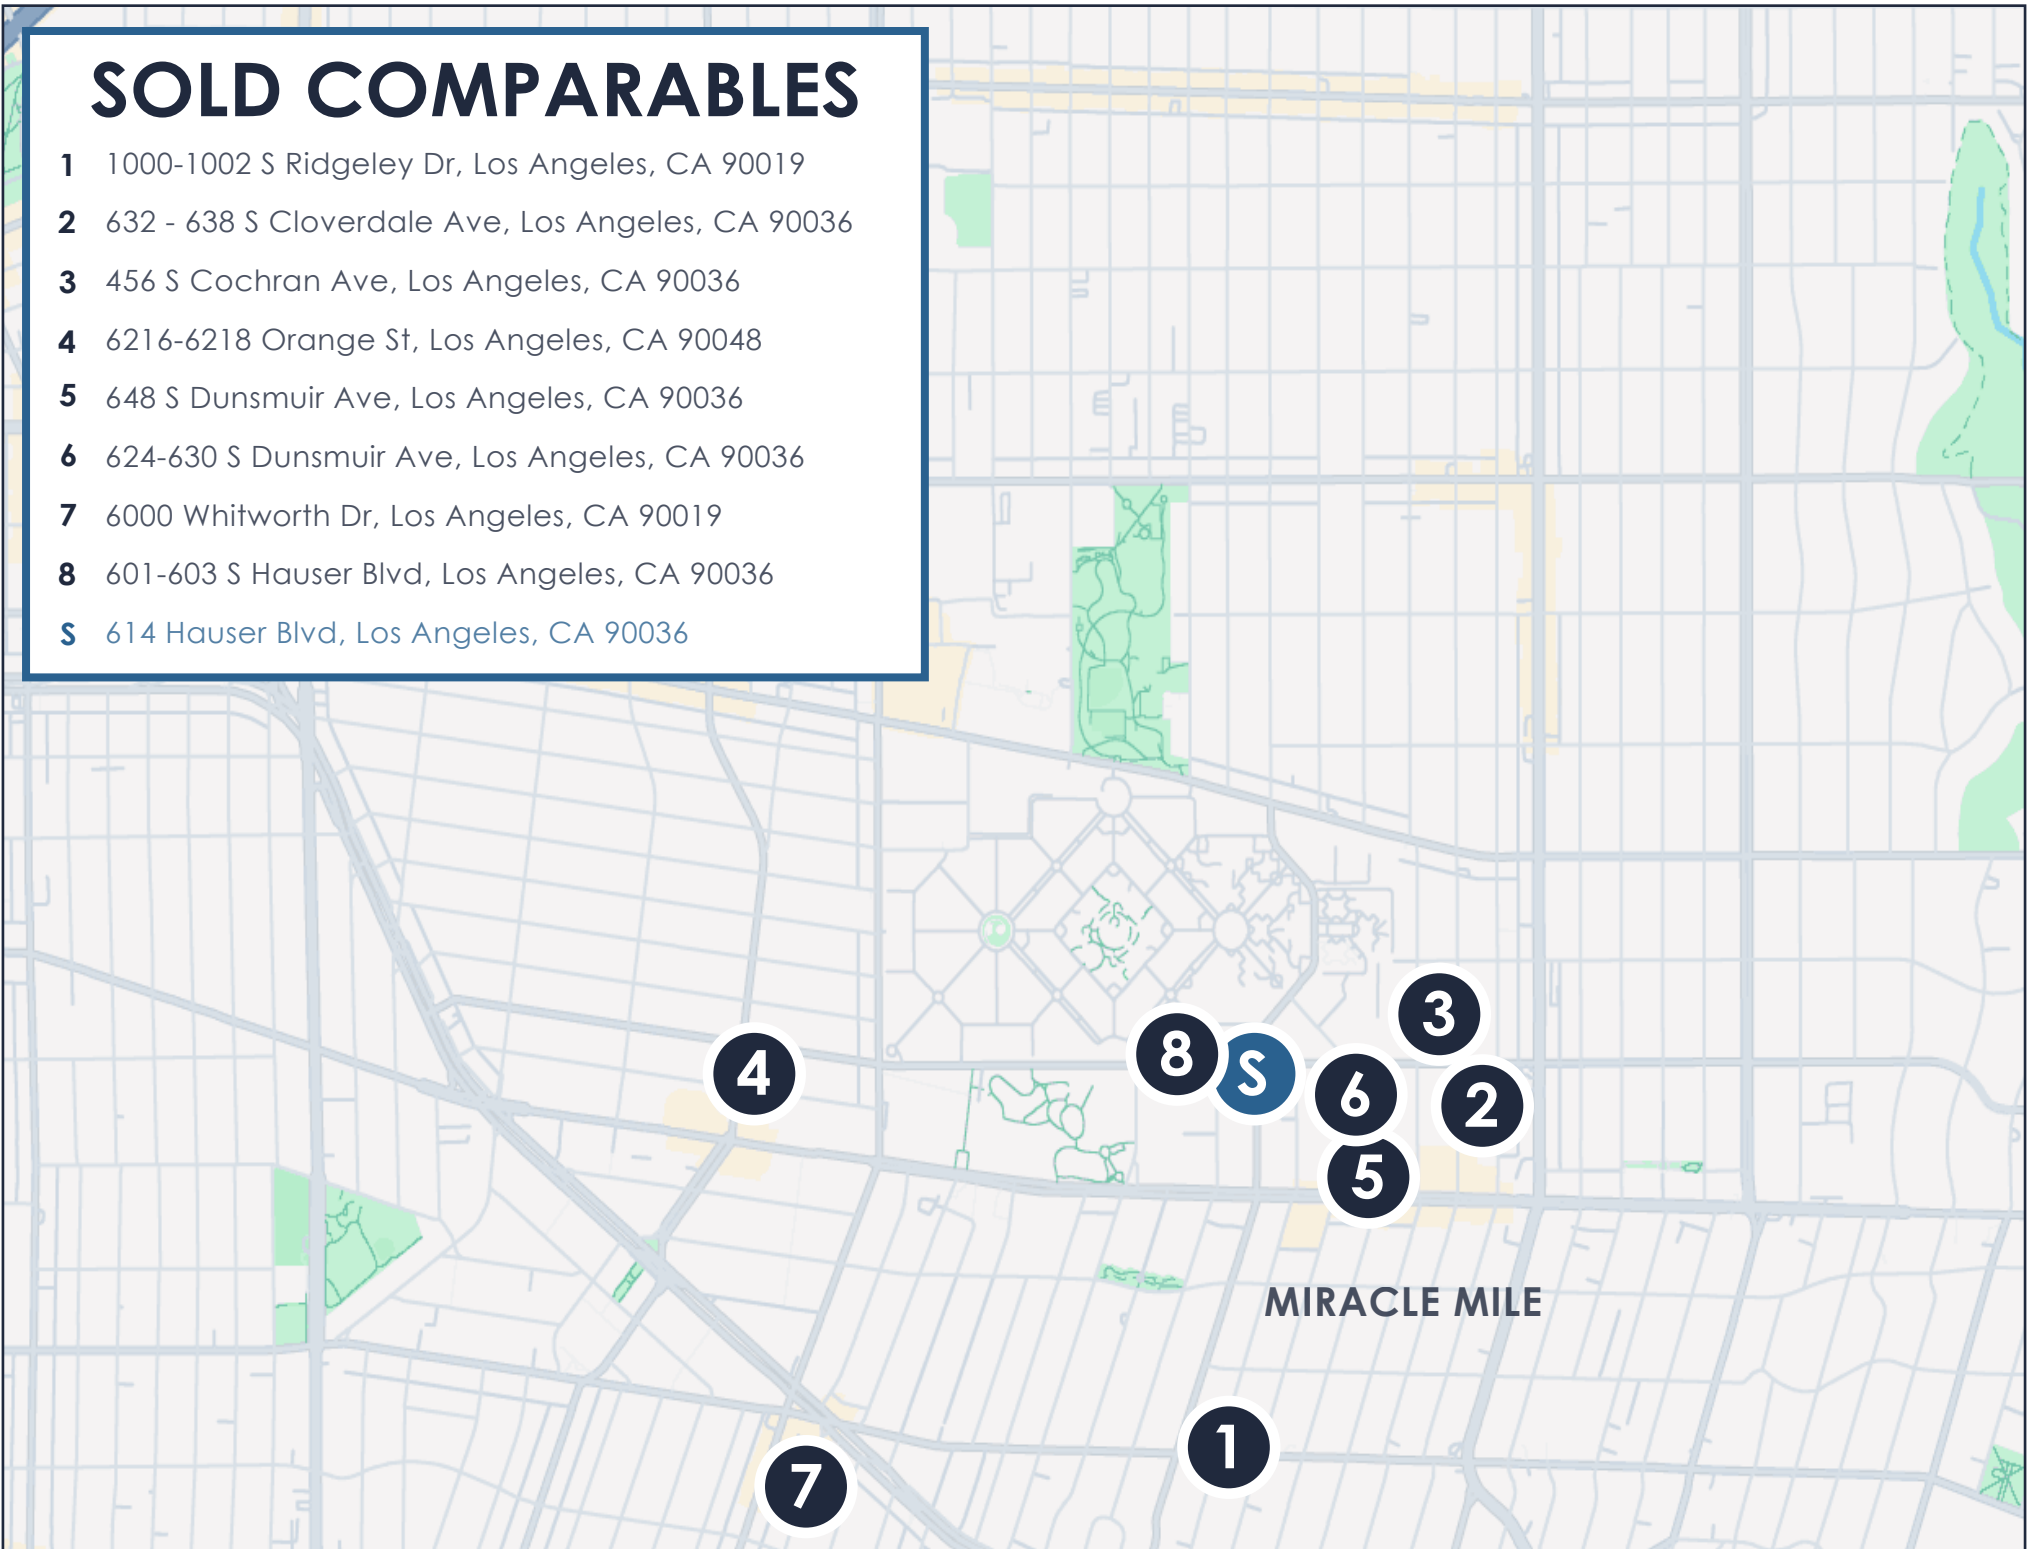 SOLD COMPARABLES
1 1000-1002 S Ridgeley Dr, Los Angeles, CA 90019
2 632 - 638 S Cloverdale Ave, Los Angeles, CA 90036
3 456 S Cochran Ave, Los Angeles, CA 90036
4 6216-6218 Orange St, Los Angeles, CA 90048
5 648 S Dunsmuir Ave, Los Angeles, CA 90036
6 624-630 S Dunsmuir Ave, Los Angeles, CA 90036
7 6000 Whitworth Dr, Los Angeles, CA 90019
8 601-603 S Hauser Blvd, Los Angeles, CA 90036
S 614 Hauser Blvd, Los Angeles, CA 90036
3
8
S
4
6
2
5
MIRACLE MILE
1
7